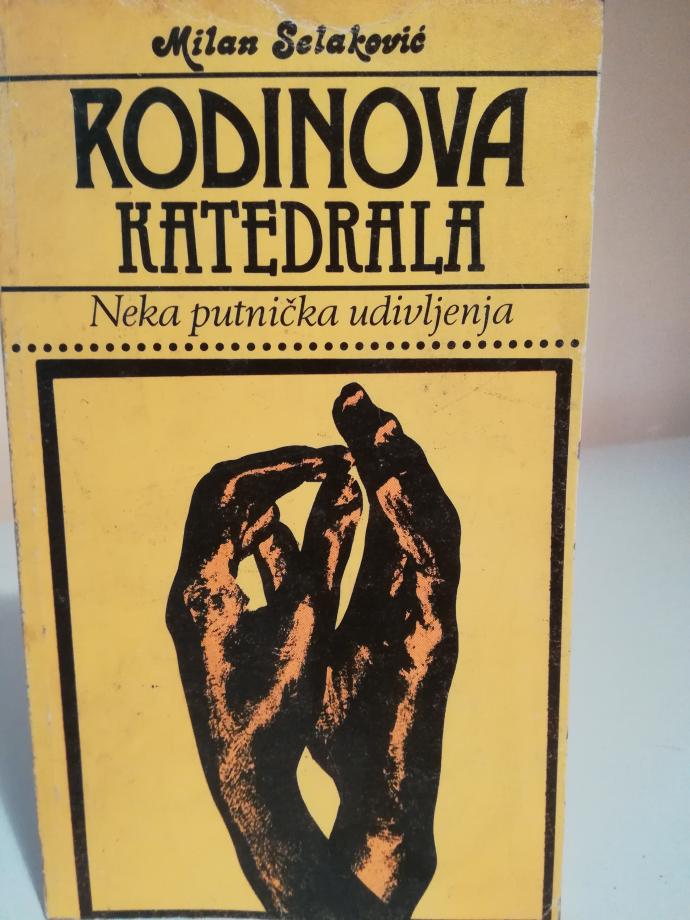 Milan Selaković
RODINOVA
KATEDRALA
Neka putnička udivljenja